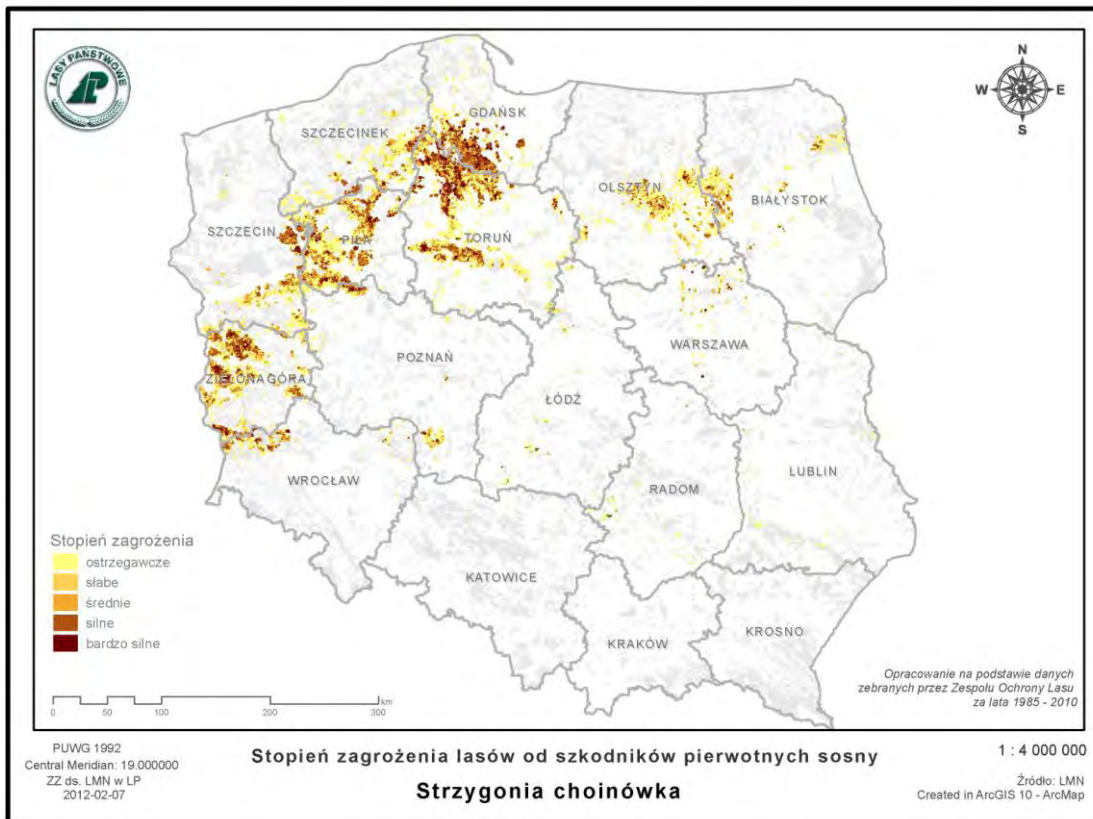 LASY PAŃSTWOWE
N
W E
S
GDAŃSK
SZCZECINEK
OLSZTYN
BIAŁYSTOK
SZCZECIN
PIŁA
TORUŃ
WARSZAWA
POZNAŃ
ZIELONA GÓRA
ŁÓDŹ
LUBLIN
WROCŁAW
RADOM
KATOWICE
KRAKÓW
KROSNO
Stopień zagrożenia
ostrzegawcze
słabe
średnie
silne
bardzo silne
km
0 50 100 200 300
Opracowanie na podstawie danych
zebranych przez Zespołu Ochrony Lasu
za lata 1985 - 2010
PUWG 1992
Central Meridian: 19.000000
ZZ ds. LMN w LP
2012-02-07
Stopień zagrożenia lasów od szkodników pierwotnych sosny
Strzygonia choinówka
1 : 4 000 000
Źródło: LMN
Created in ArcGIS 10 - ArcMap